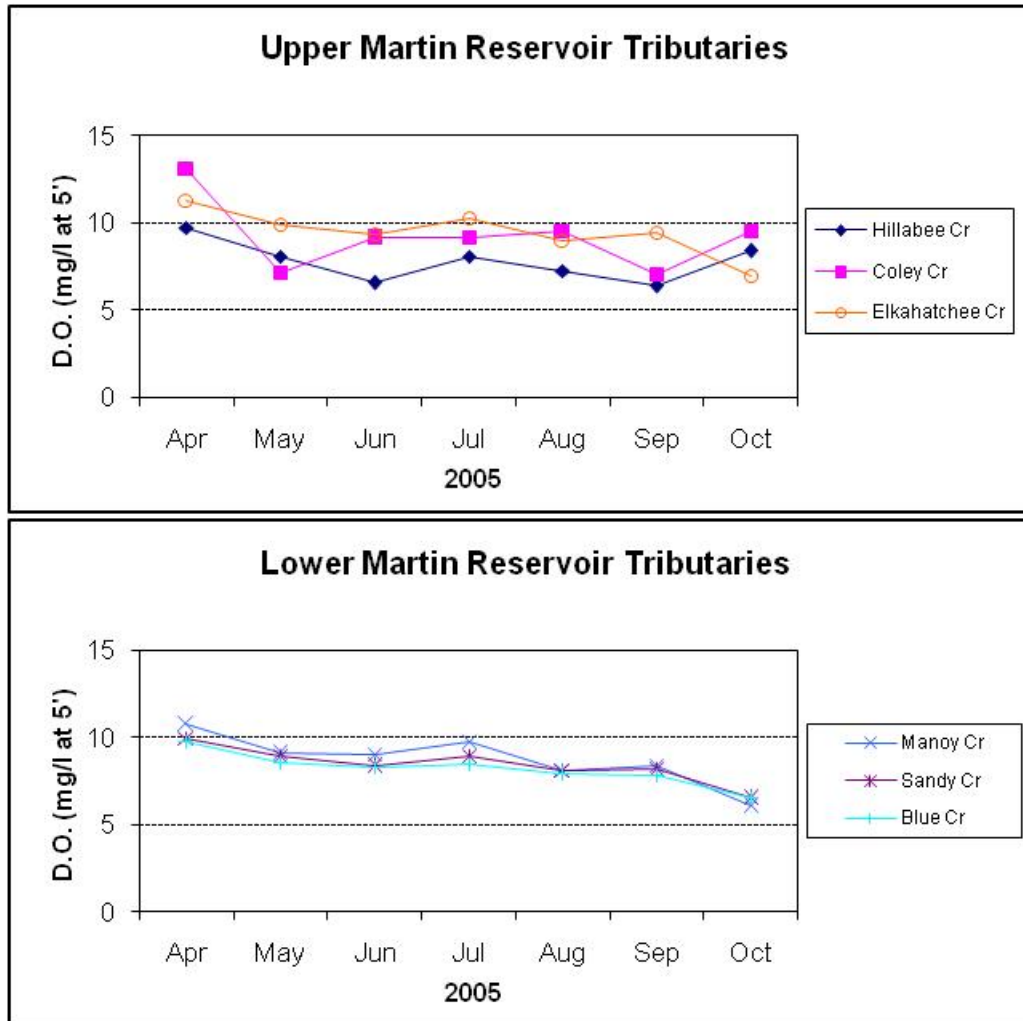 Upper Martin Reservoir Tributaries
15
10
5
0
D.O. (mg/l at 5')
Apr May Jun Jul Aug Sep Oct
2005
Hillabee Cr
Coley Cr
Elkahatchee Cr
Lower Martin Reservoir Tributaries
15
10
5
0
D.O. (mg/l at 5')
Apr May Jun Jul Aug Sep Oct
2005
Manoy Cr
Sandy Cr
Blue Cr